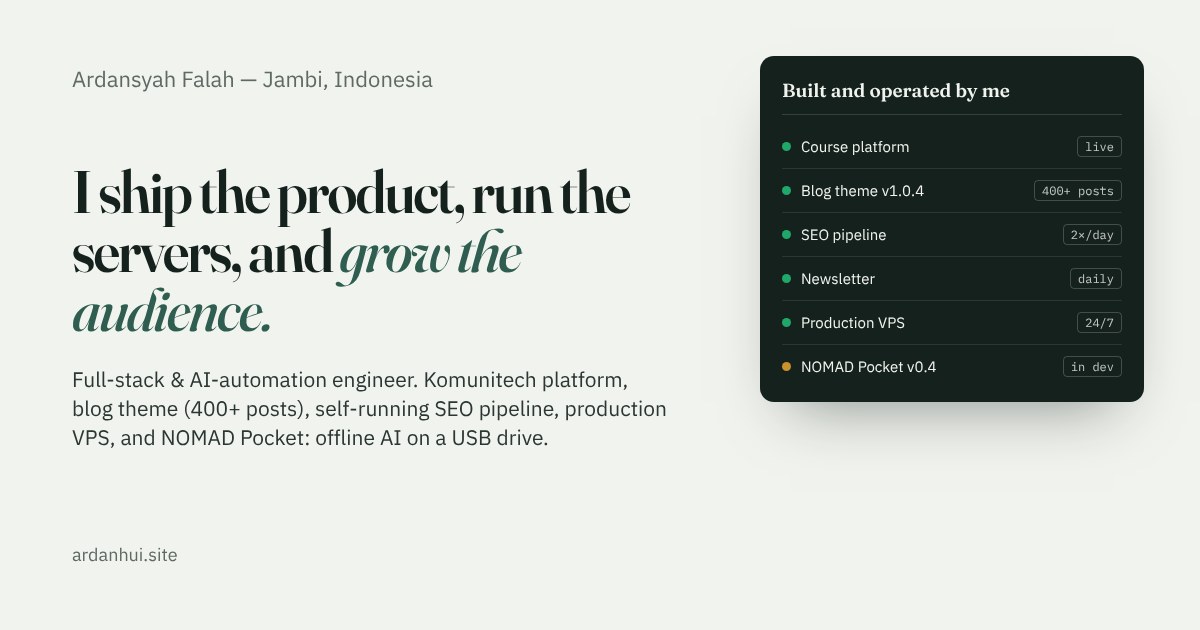 Ardansyah Falah — Jambi, Indonesia
I ship the product, run the
servers, and grow the
audience.
Full-stack & AI-automation engineer. Komunitech platform,
blog theme (400+ posts), self-running SEO pipeline, production
VPS, and NOMAD Pocket: offline AI on a USB drive.
ardanhui.site
Built and operated by me
Course platform live
Blog theme v1.0.4 400+ posts
SEO pipeline 2×/day
Newsletter daily
Production VPS 24/7
NOMAD Pocket v0.4 in dev